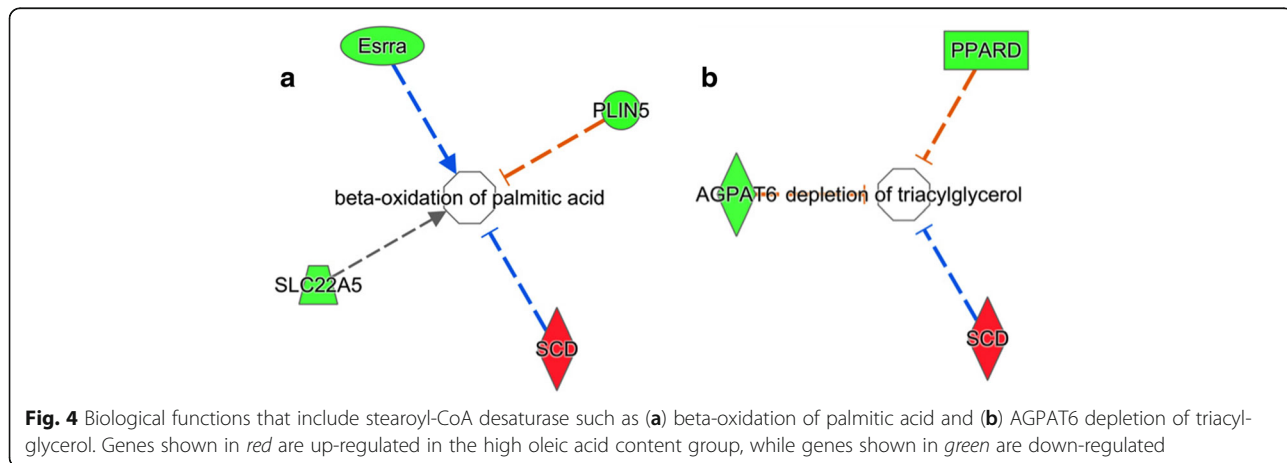 a
Esrra
PLIN5
beta-oxidation of palmitic acid
SLC22A5
SCD
b
PPARD
AGPAT6 depletion of triacylglycerol
SCD
Fig. 4 Biological functions that include stearoyl-CoA desaturase such as (a) beta-oxidation of palmitic acid and (b) AGPAT6 depletion of triacyl-
glycerol. Genes shown in red are up-regulated in the high oleic acid content group, while genes shown in green are down-regulated